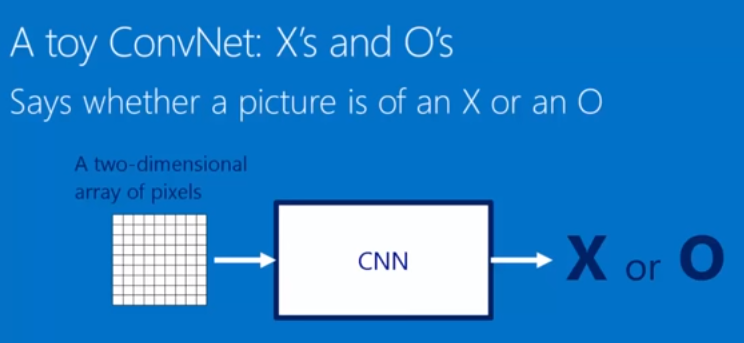 A toy ConvNet: X's and O's
Says whether a picture is of an X or an O
A two-dimensional
array of pixels
CNN
X or O